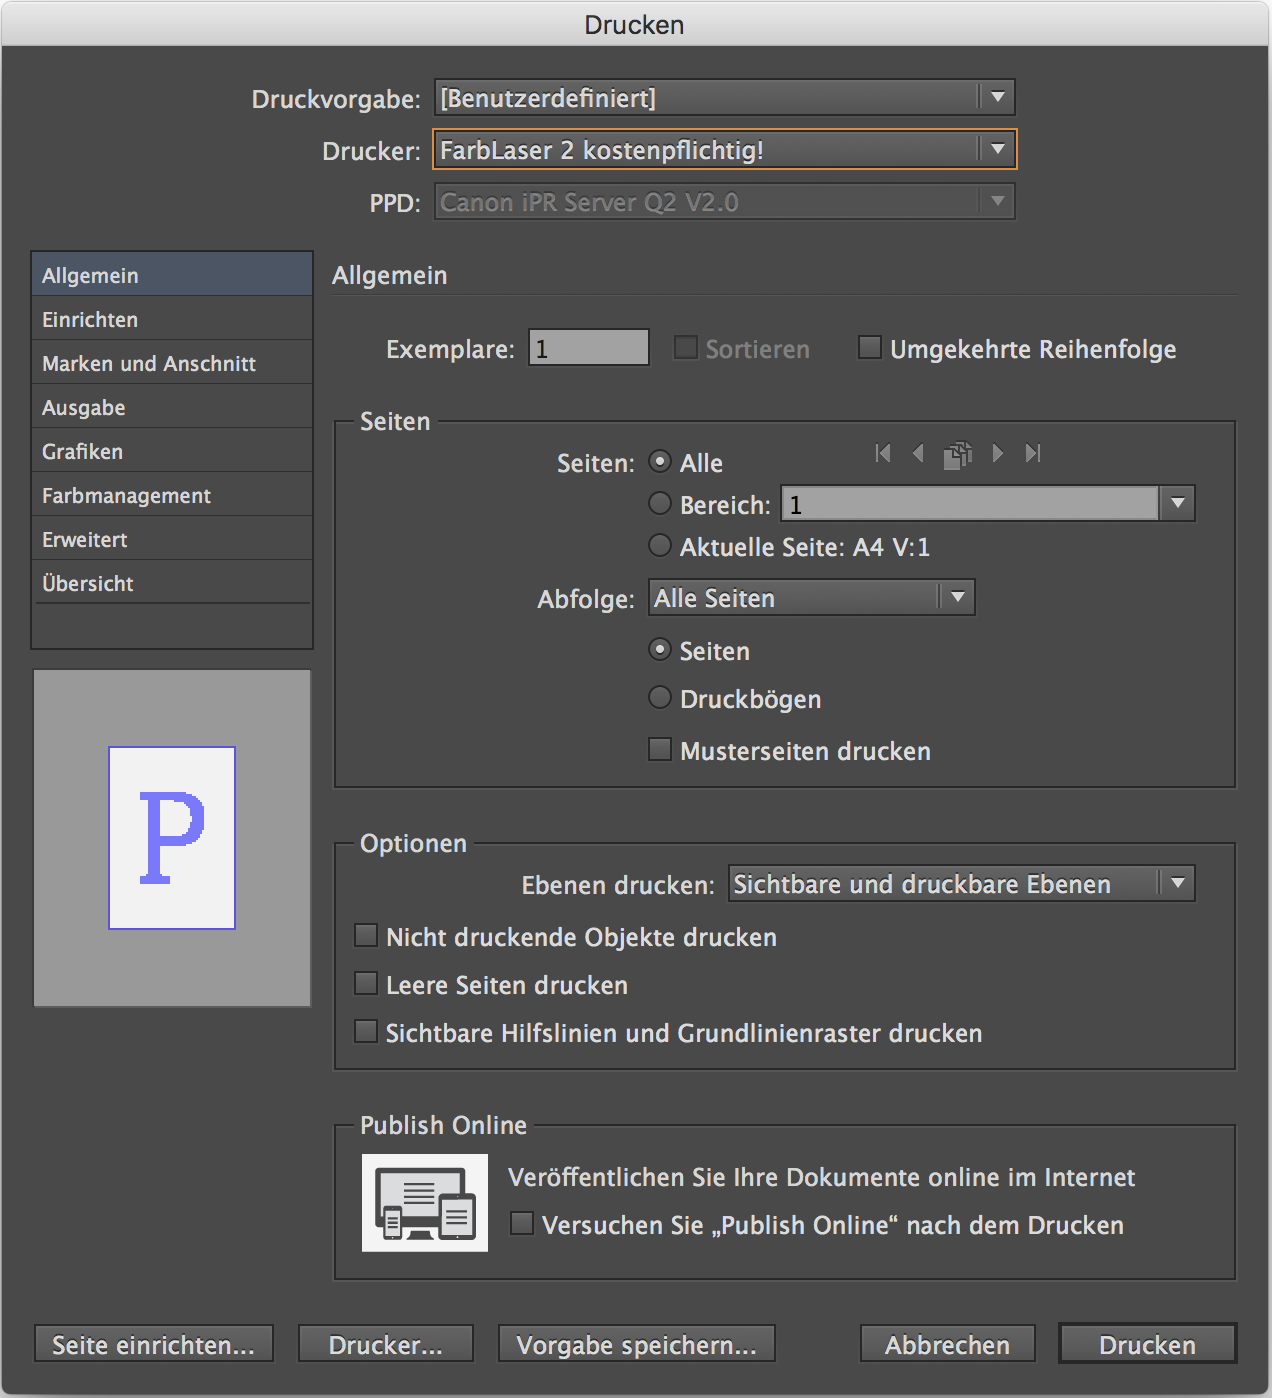 Drucken
Druckvorgabe: [Benutzerdefiniert]
Drucker: FarbLaser 2 kostenpflichtig!
PPD: Canon iPR Server Q2 V2.0
Allgemein
Einrichten
Marken und Anschnitt
Ausgabe
Grafiken
Farbmanagement
Erweitert
Übersicht
P
Allgemein
Exemplare: 1 Sortieren Umgekehrte Reihenfolge
Seiten
Seiten: Alle
Bereich: 1
Aktuelle Seite: A4 V:1
Abfolge: Alle Seiten
Seiten
Druckbögen
Musterseiten drucken
Optionen
Ebenen drucken: Sichtbare und druckbare Ebenen
Nicht druckende Objekte drucken
Leere Seiten drucken
Sichtbare Hilfslinien und Grundlinienraster drucken
Publish Online
Veröffentlichen Sie Ihre Dokumente online im Internet
Versuchen Sie „Publish Online“ nach dem Drucken
Seite einrichten... Drucker... Vorgabe speichern... Abbrechen Drucken